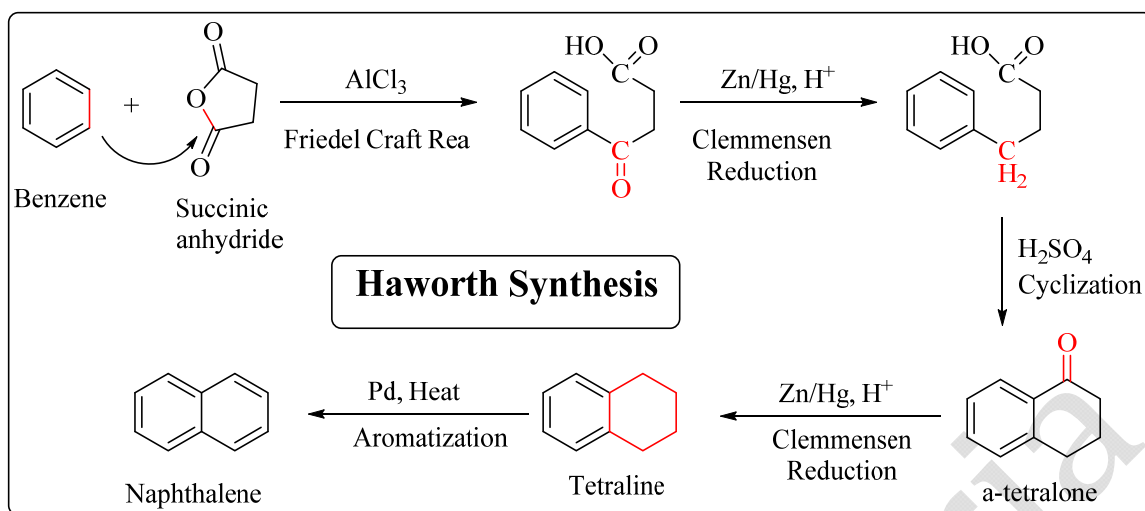 HO O
C
O
O
O
+
AlCl₃
Friedel Craft Rea
C
O
Zn/Hg, H⁺
Clemmensen
Reduction
HO O
C
C
H₂
Benzene
Succinic
anhydride
H₂SO₄
Cyclization
Haworth Synthesis
O
Pd, Heat
Aromatization
Zn/Hg, H⁺
Clemmensen
Reduction
Naphthalene
Tetraline
a-tetralone